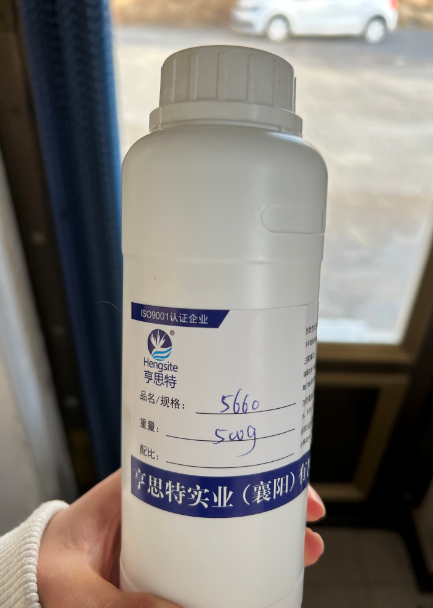 ISO9001认证企业
®
Hengsite
亨思特
品名/规格： 5660
重量： 500g
配比：
亨思特实业（襄阳）有